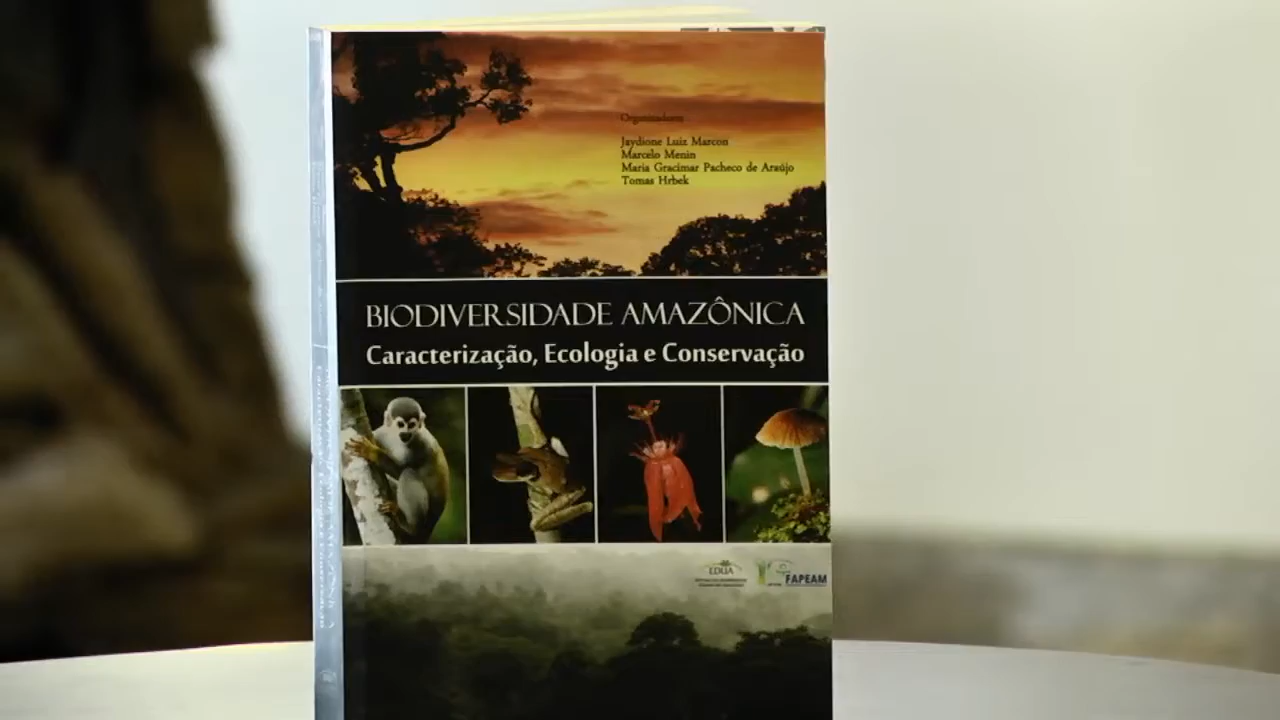 Organizadores
Jaydione Luiz Marcon
Marcelo Menin
Maria Gracimar Pacheco de Araújo
Tomas Hrbek
BIODIVERSIDADE AMAZÔNICA
Caracterização, Ecologia e Conservação
EDUA
FAPEAM